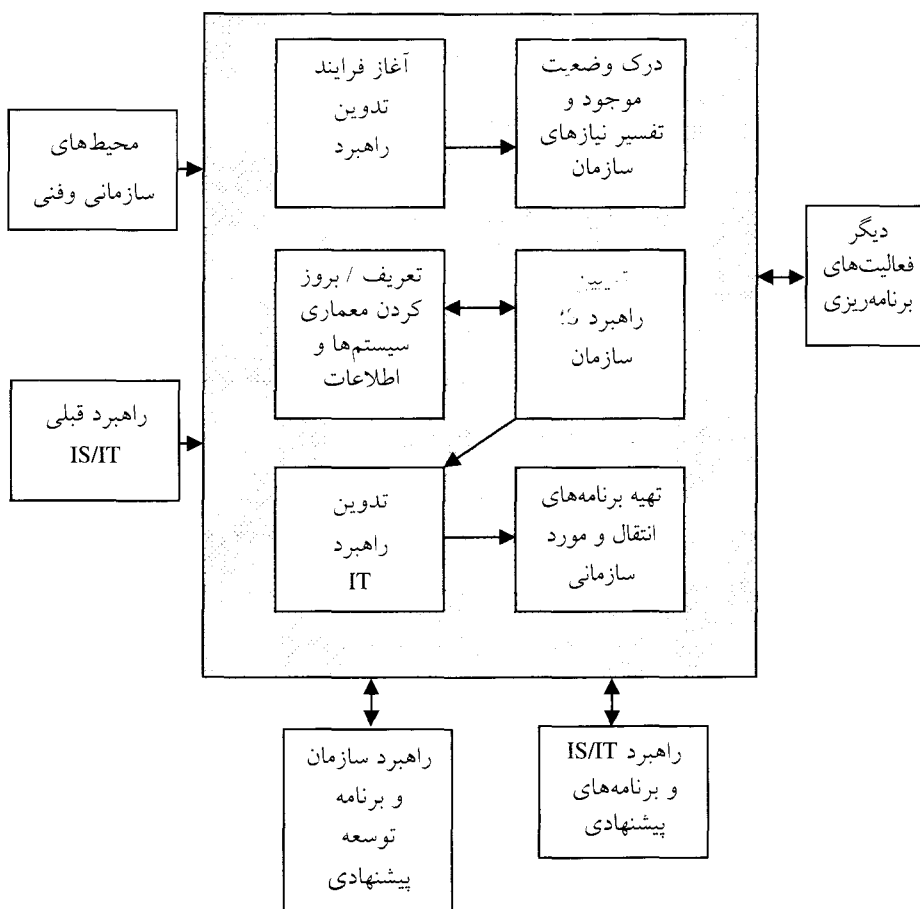 آغاز فرایند
تدوین
راهبرد
درک وضعیت
موجود و
تفسیر نیازهای
سازمان
محیط‌های
سازمانی وفنی
دیگر
فعالیت‌های
برنامه‌ریزی
تعریف / بروز
کردن معماری
سیستم‌ها و
اطلاعات
راهبرد
سازمان
راهبرد قبلی
IS/IT
تدوین
راهبرد
IT
تهیه برنامه‌های
انتقال و مورد
سازمانی
راهبرد سازمان
و برنامه
توسعه
پیشنهادی
راهبرد IS/IT
و برنامه‌های
پیشنهادی